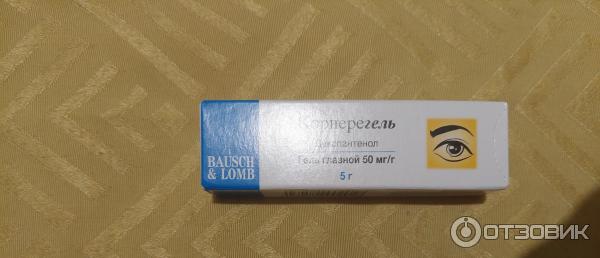 Корнерегель
Декспантенол
Гель глазной 50 мг/г
5 г
BAUSCH
& LOMB
ОТЗОВИК